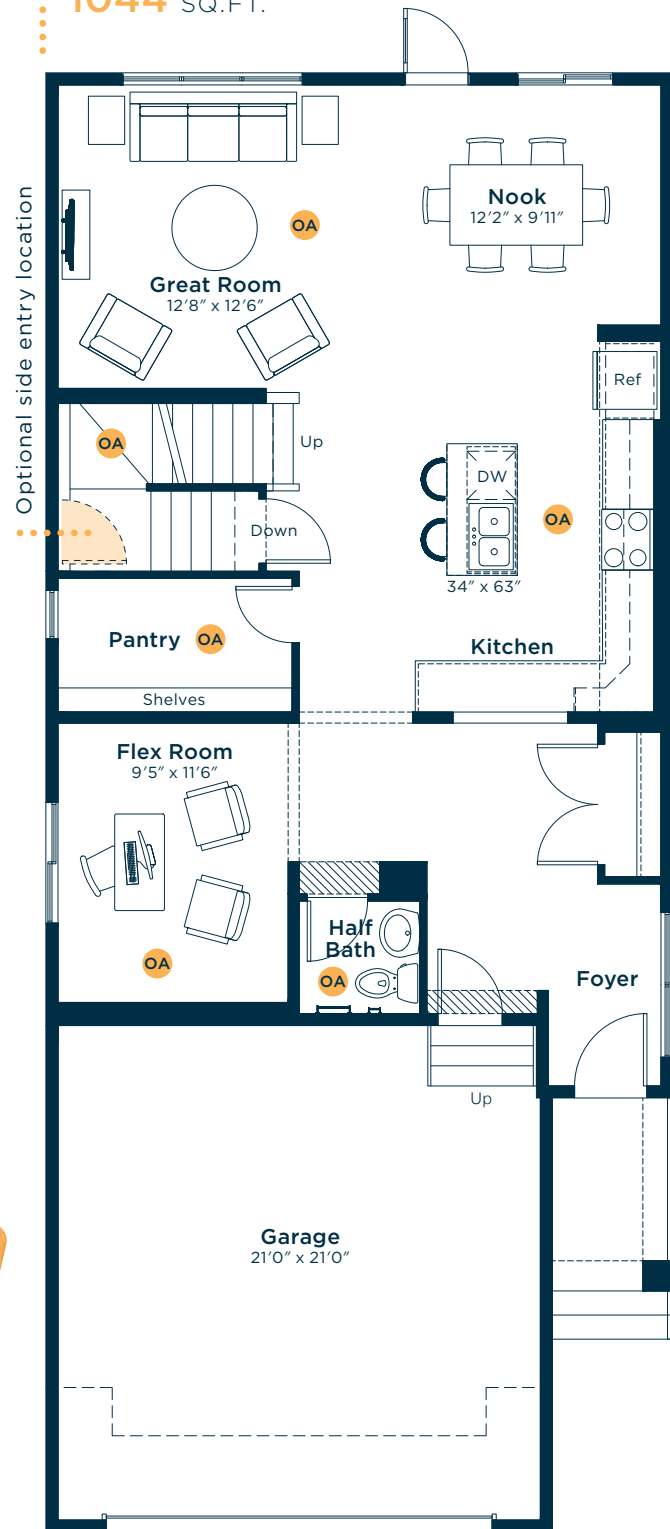 1044 SQ.FT.
Optional side entry location
Nook
12'2" x 9'11"
OA
Great Room
12'8" x 12'6"
Ref
OA
Up
DW
OA
Down
34" x 63"
Pantry OA
Kitchen
Shelves
Flex Room
9'5" x 11'6"
Half
Bath
OA
OA
Foyer
Up
Garage
21'0" x 21'0"